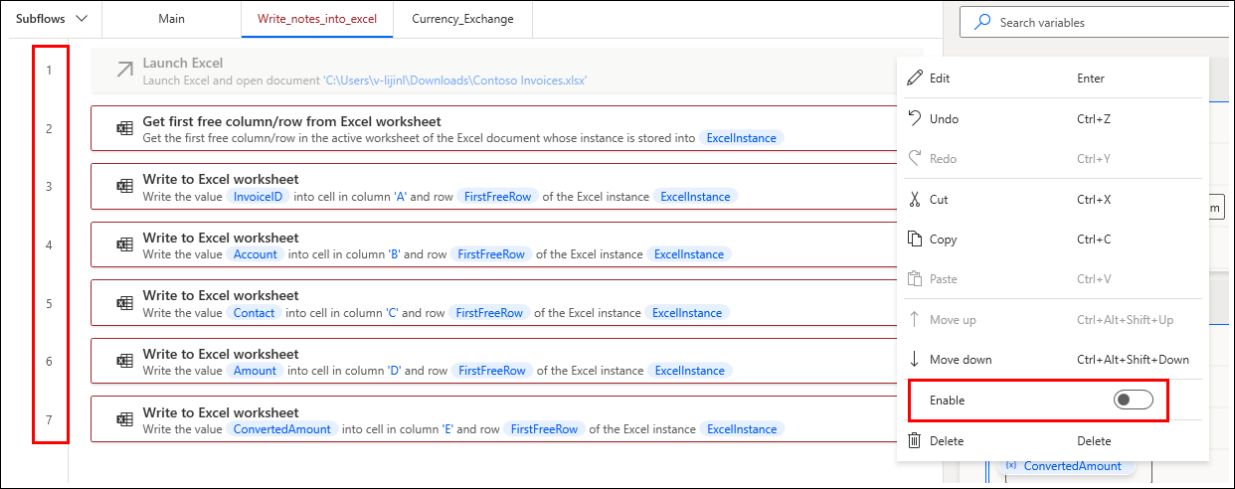 Subflows Main Write_notes_into_excel Currency_Exchange Search variables
1 Launch Excel
Launch Excel and open document 'C:\Users\v-lijinl\Downloads\Contoso Invoices.xlsx'
2 Get first free column/row from Excel worksheet
Get the first free column/row in the active worksheet of the Excel document whose instance is stored into ExcelInstance
3 Write to Excel worksheet
Write the value InvoiceID into cell in column 'A' and row FirstFreeRow of the Excel instance ExcelInstance
4 Write to Excel worksheet
Write the value Account into cell in column 'B' and row FirstFreeRow of the Excel instance ExcelInstance
5 Write to Excel worksheet
Write the value Contact into cell in column 'C' and row FirstFreeRow of the Excel instance ExcelInstance
6 Write to Excel worksheet
Write the value Amount into cell in column 'D' and row FirstFreeRow of the Excel instance ExcelInstance
7 Write to Excel worksheet
Write the value ConvertedAmount into cell in column 'E' and row FirstFreeRow of the Excel instance ExcelInstance
Edit Enter
Undo Ctrl+Z
Redo Ctrl+Y
Cut Ctrl+X
Copy Ctrl+C
Paste Ctrl+V
Move up Ctrl+Alt+Shift+Up
Move down Ctrl+Alt+Shift+Down
Enable
Delete Delete
m
(x) ConvertedAmount